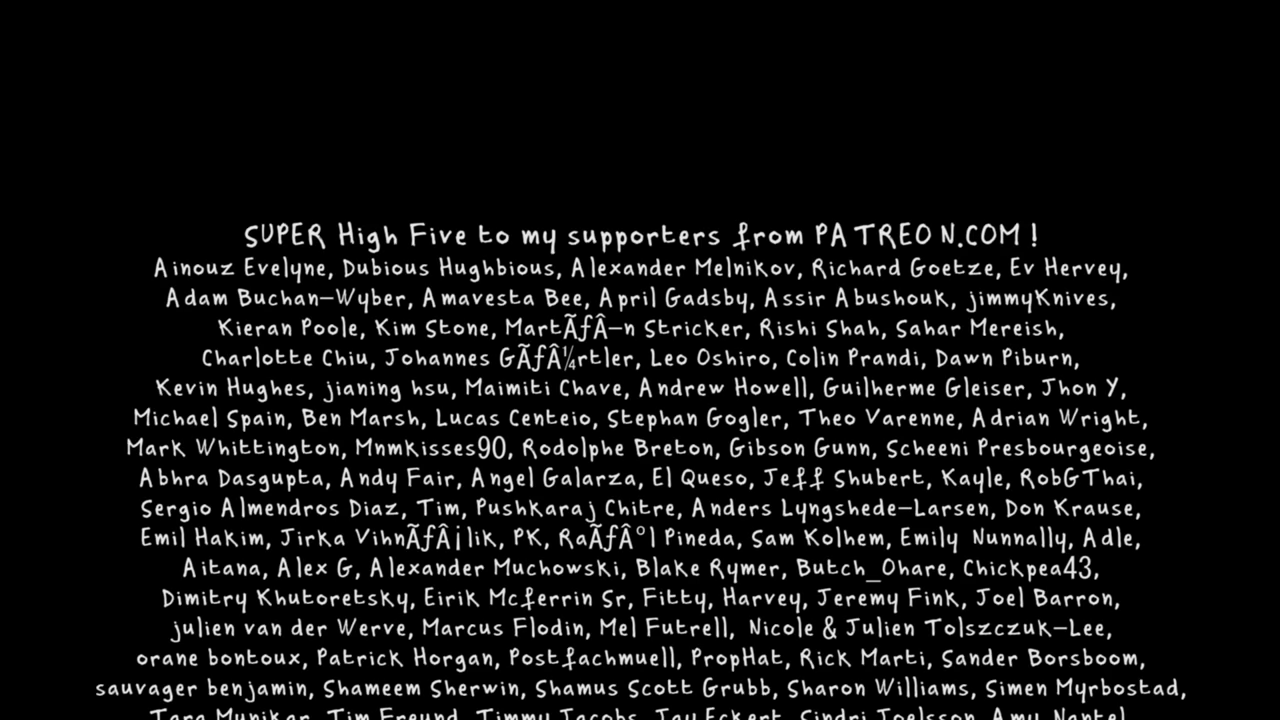 SUPER High Five to my supporters from PATREON.COM !
Ainouz Evelyne, Dubious Hughbious, Alexander Melnikov, Richard Goetze, Ev Hervey,
Adam Buchan-Wyber, Amavesta Bee, April Gadsby, Assir Abushouk, jimmyKnives,
Kieran Poole, Kim Stone, MartÃƒÂ-n Stricker, Rishi Shah, Sahar Mereish,
Charlotte Chiu, Johannes GÃƒÂ¼rtler, Leo Oshiro, Colin Prandi, Dawn Piburn,
Kevin Hughes, jianing hsu, Maimiti Chave, Andrew Howell, Guilherme Gleiser, Jhon Y,
Michael Spain, Ben Marsh, Lucas Centeio, Stephan Gogler, Theo Varenne, Adrian Wright,
Mark Whittington, Mnmkisses90, Rodolphe Breton, Gibson Gunn, Scheeni Presbourgeoise,
Abhra Dasgupta, Andy Fair, Angel Galarza, El Queso, Jeff Shubert, Kayle, RobGThai,
Sergio Almendros Diaz, Tim, Pushkaraj Chitre, Anders Lyngshede-Larsen, Don Krause,
Emil Hakim, Jirka VihnÃƒÂ¡lik, PK, RaÃƒÂºl Pineda, Sam Kolhem, Emily Nunnally, Adle,
Aitana, Alex G, Alexander Muchowski, Blake Rymer, Butch_Ohare, Chickpea43,
Dimitry Khutoretsky, Eirik Mcferrin Sr, Fitty, Harvey, Jeremy Fink, Joel Barron,
julien van der Werve, Marcus Flodin, Mel Futrell, Nicole & Julien Tolszczuk-Lee,
orane bontoux, Patrick Horgan, Postfachmuell, PropHat, Rick Marti, Sander Borsboom,
sauvager benjamin, Shameem Sherwin, Shamus Scott Grubb, Sharon Williams, Simen Myrbostad,
Tara Munikar, Tim Freund, Timmy Jacobs, Jay Eckert, Sindri Joelsson, Amy Nantel